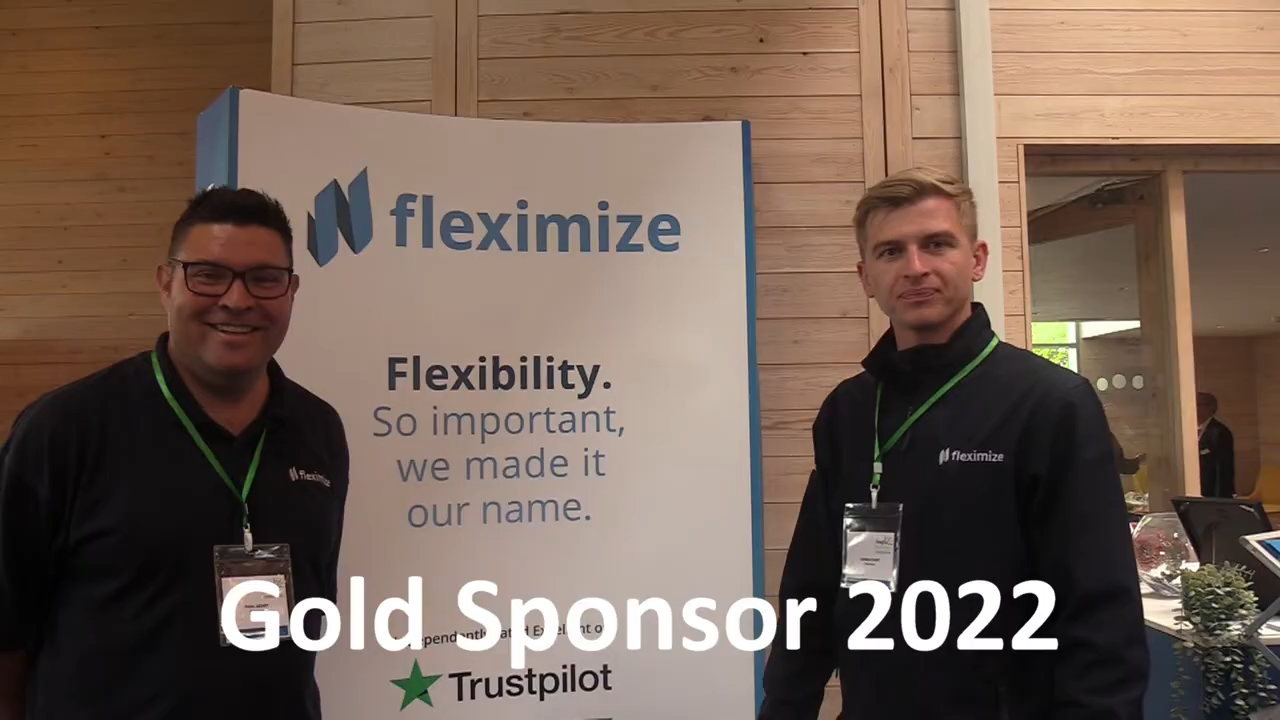 fleximize
Flexibility.
So important,
we made it
our name.
fleximize
fleximize
Gold Sponsor 2022
Trustpilot